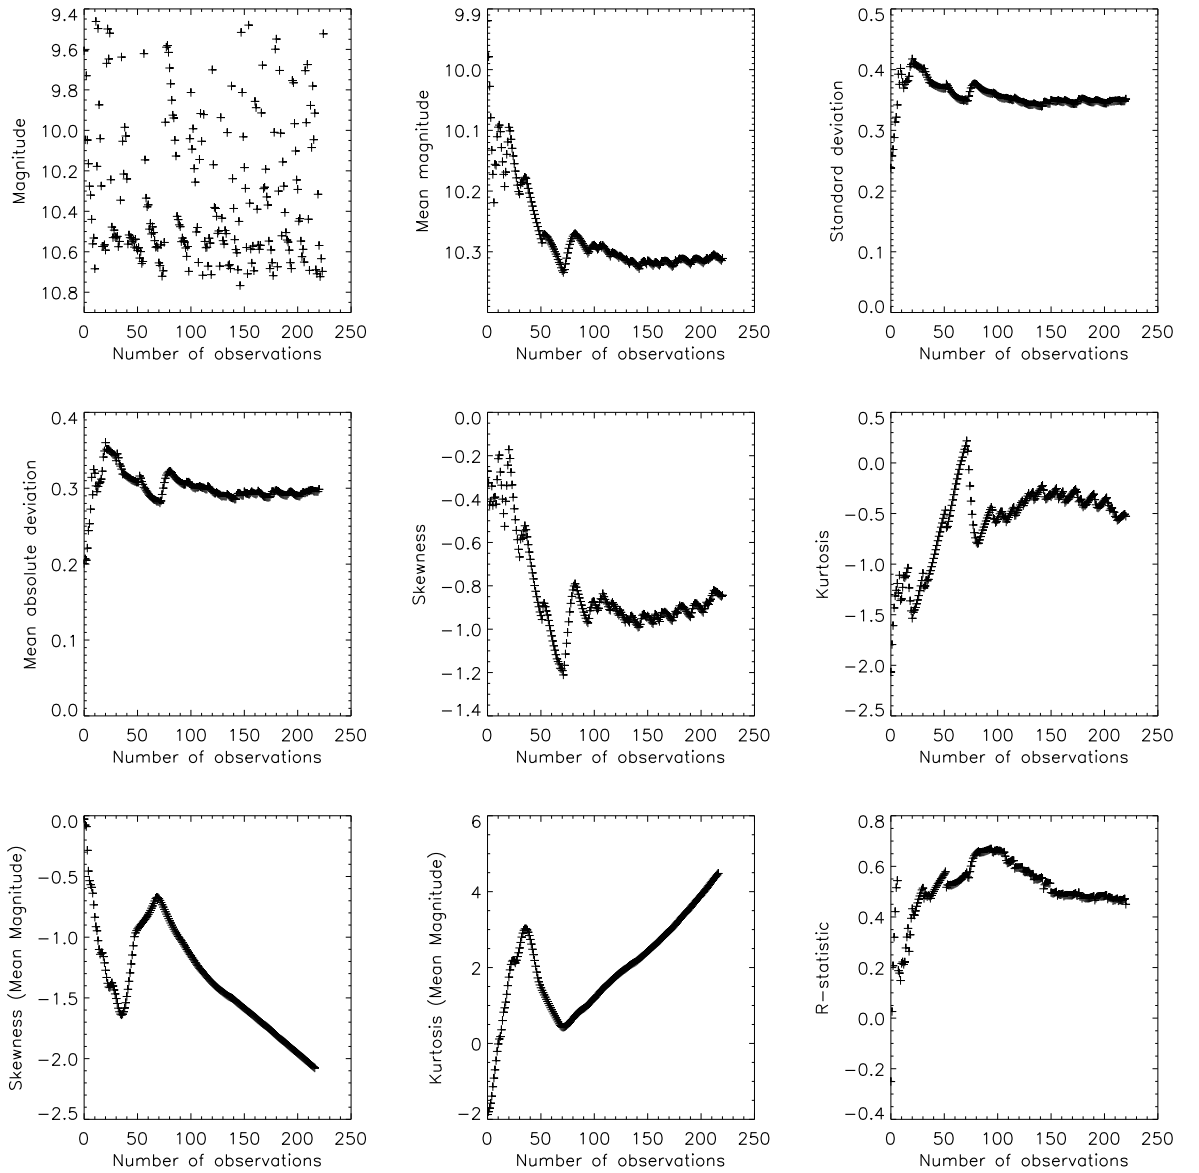 9.4
9.6
9.8
10.0
10.2
10.4
10.6
10.8
Magnitude
0 50 100 150 200 250
Number of observations
9.9
10.0
10.1
10.2
10.3
Mean magnitude
0 50 100 150 200 250
Number of observations
0.5
0.4
0.3
0.2
0.1
0.0
Standard deviation
0 50 100 150 200 250
Number of observations
0.4
0.3
0.2
0.1
0.0
Mean absolute deviation
0 50 100 150 200 250
Number of observations
0.0
−0.2
−0.4
−0.6
−0.8
−1.0
−1.2
−1.4
Skewness
0 50 100 150 200 250
Number of observations
0.5
0.0
−0.5
−1.0
−1.5
−2.0
−2.5
Kurtosis
0 50 100 150 200 250
Number of observations
0.0
−0.5
−1.0
−1.5
−2.0
−2.5
Skewness (Mean Magnitude)
0 50 100 150 200 250
Number of observations
6
4
2
0
−2
Kurtosis (Mean Magnitude)
0 50 100 150 200 250
Number of observations
0.8
0.6
0.4
0.2
0.0
−0.2
−0.4
R−statistic
0 50 100 150 200 250
Number of observations